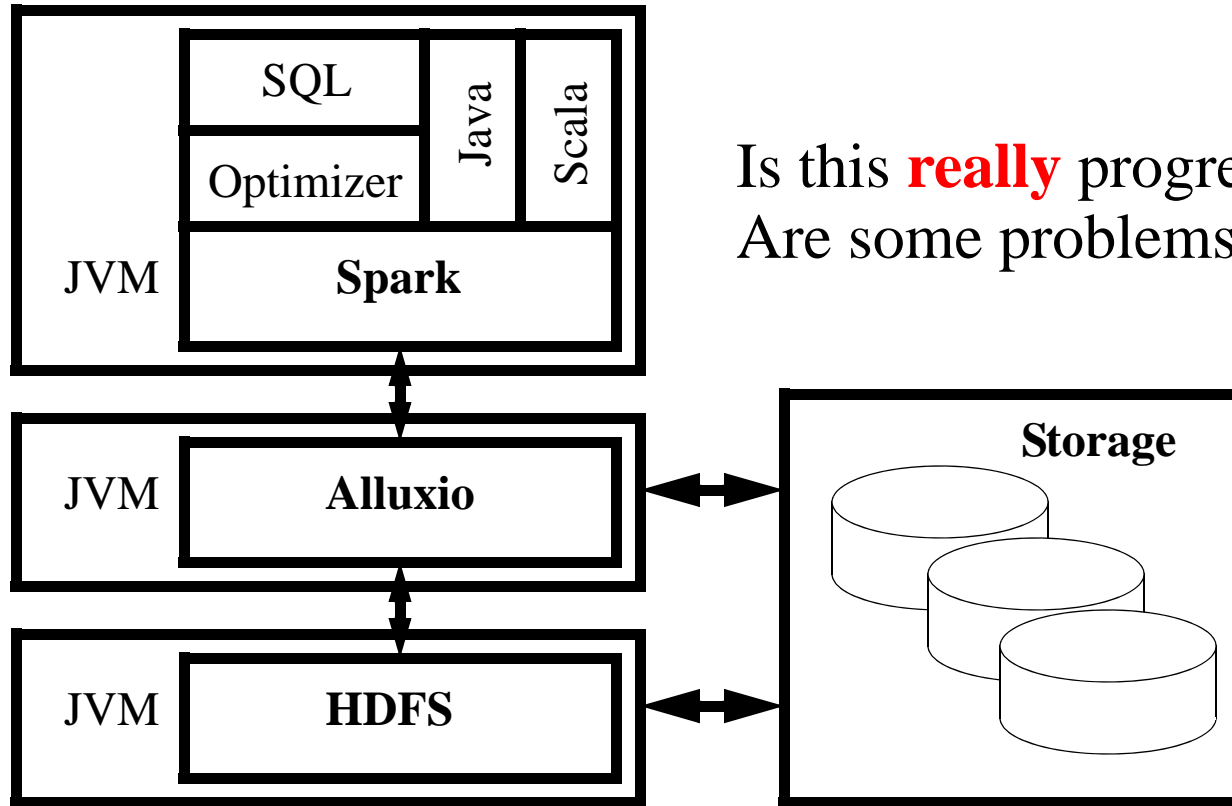 SQL
Optimizer
Java
Scala
JVM
Spark
Is this really progre
Are some problems
JVM
Alluxio
Storage
JVM
HDFS